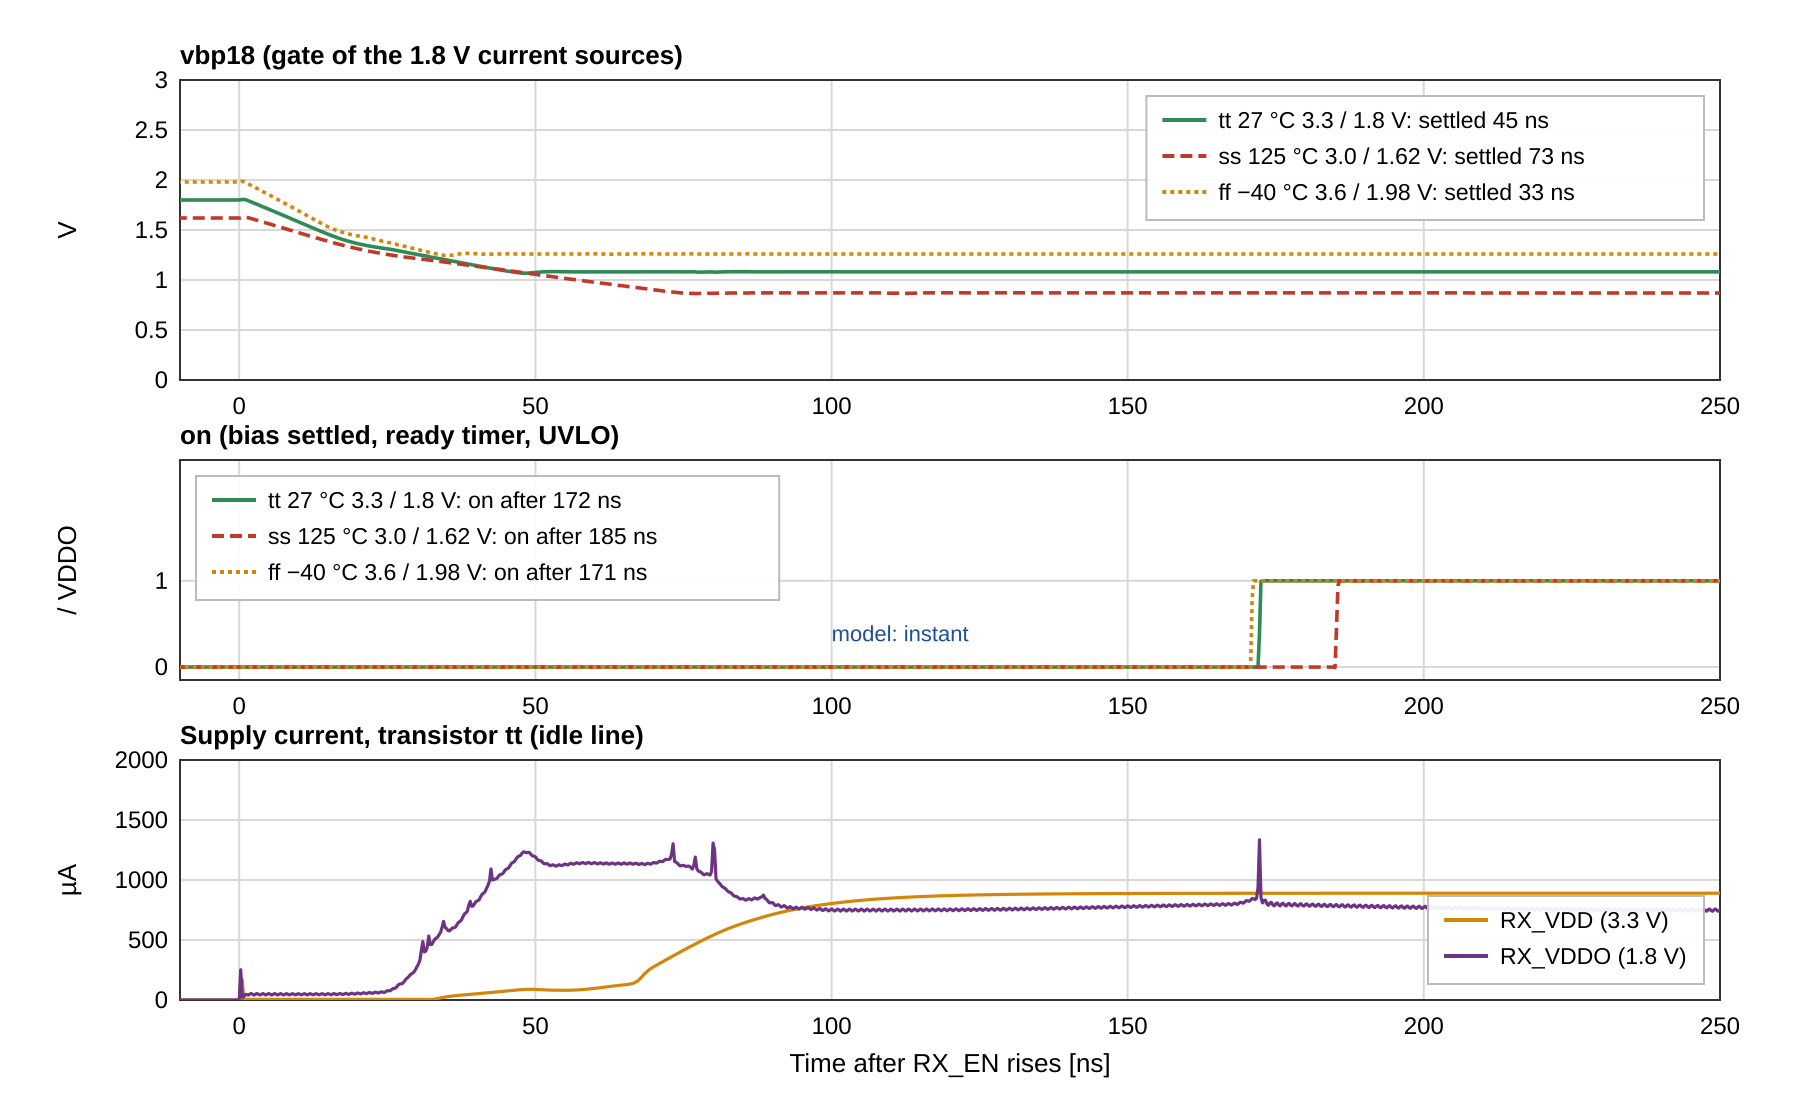 vbp18 (gate of the 1.8 V current sources)
3
2.5
2
1.5
1
0.5
0
V
tt 27 °C 3.3 / 1.8 V: settled 45 ns
ss 125 °C 3.0 / 1.62 V: settled 73 ns
ff −40 °C 3.6 / 1.98 V: settled 33 ns
0 50 100 150 200 250
on (bias settled, ready timer, UVLO)
1
0
/ VDDO
tt 27 °C 3.3 / 1.8 V: on after 172 ns
ss 125 °C 3.0 / 1.62 V: on after 185 ns
ff −40 °C 3.6 / 1.98 V: on after 171 ns
model: instant
0 50 100 150 200 250
Supply current, transistor tt (idle line)
2000
1500
1000
500
0
µA
RX_VDD (3.3 V)
RX_VDDO (1.8 V)
0 50 100 150 200 250
Time after RX_EN rises [ns]